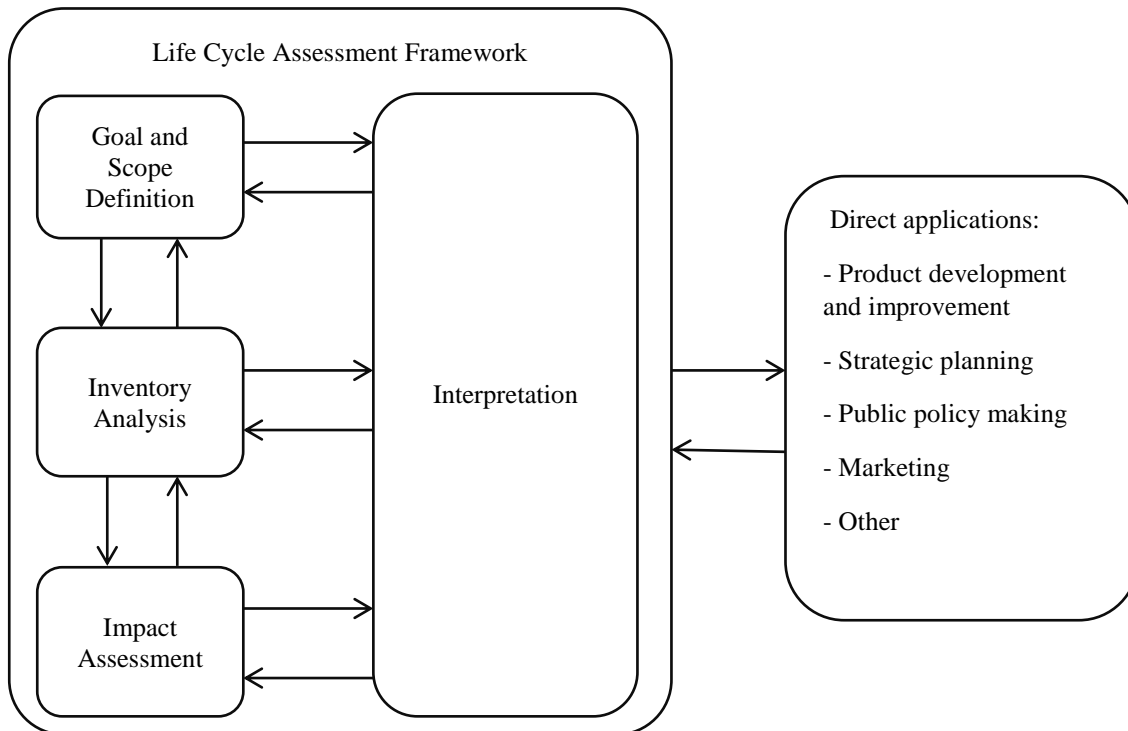 Life Cycle Assessment Framework
Goal and
Scope
Definition
Inventory
Analysis
Impact
Assessment
Interpretation
Direct applications:
- Product development
and improvement
- Strategic planning
- Public policy making
- Marketing
- Other